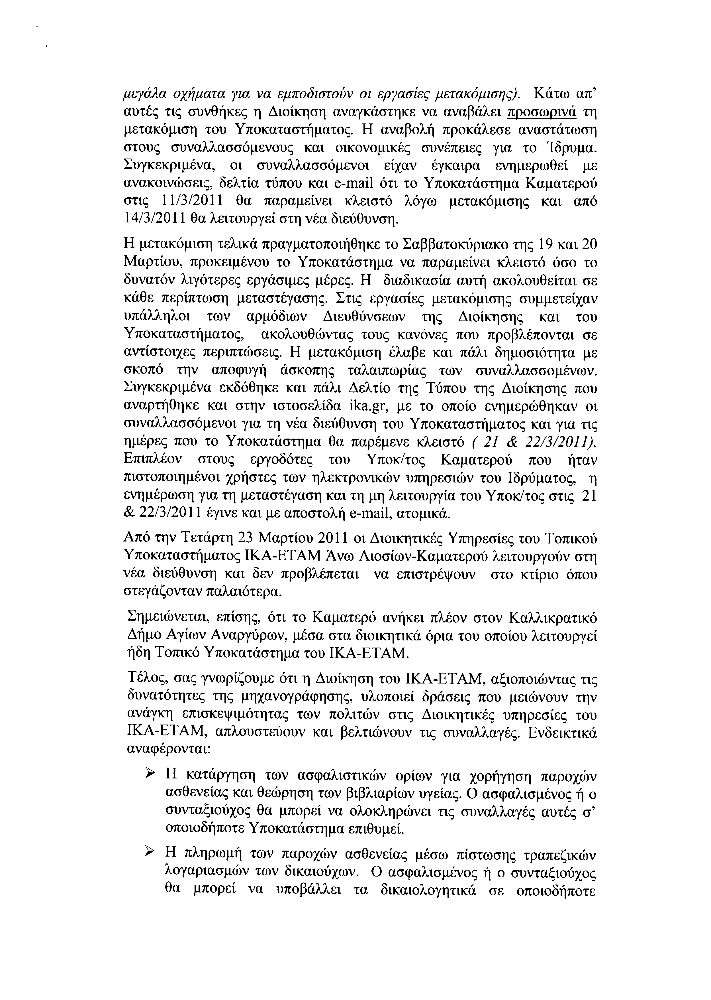 μεγάλα οχήματα για να εμποδιστούν οι εργασίες μετακόμισης). Κάτω απ’
αυτές τις συνθήκες η Διοίκηση αναγκάστηκε να αναβάλει προσωρινά τη
μετακόμιση του Υποκαταστήματος. Η αναβολή προκάλεσε αναστάτωση
στους συναλλασσόμενους και οικονομικές συνέπειες για το Ίδρυμα.
Συγκεκριμένα, οι συναλλασσόμενοι είχαν έγκαιρα ενημερωθεί με
ανακοινώσεις, δελτία τύπου και e-mail ότι το Υποκατάστημα Καματερού
στις 11/3/2011 θα παραμείνει κλειστό λόγω μετακόμισης και από
14/3/2011 θα λειτουργεί στη νέα διεύθυνση.
Η μετακόμιση τελικά πραγματοποιήθηκε το Σαββατοκύριακο της 19 και 20
Μαρτίου, προκειμένου το Υποκατάστημα να παραμείνει κλειστό όσο το
δυνατόν λιγότερες εργάσιμες μέρες. Η διαδικασία αυτή ακολουθείται σε
κάθε περίπτωση μεταστέγασης. Στις εργασίες μετακόμισης συμμετείχαν
υπάλληλοι των αρμόδιων Διευθύνσεων της Διοίκησης και του
Υποκαταστήματος, ακολουθώντας τους κανόνες που προβλέπονται σε
αντίστοιχες περιπτώσεις. Η μετακόμιση έλαβε και πάλι δημοσιότητα με
σκοπό την αποφυγή άσκοπης ταλαιπωρίας των συναλλασσομένων.
Συγκεκριμένα εκδόθηκε και πάλι Δελτίο της Τύπου της Διοίκησης που
αναρτήθηκε και στην ιστοσελίδα ika.gr, με το οποίο ενημερώθηκαν οι
συναλλασσόμενοι για τη νέα διεύθυνση του Υποκαταστήματος και για τις
ημέρες που το Υποκατάστημα θα παρέμενε κλειστό ( 21 & 22/3/2011).
Επιπλέον στους εργοδότες του Υποκ/τος Καματερού που ήταν
πιστοποιημένοι χρήστες των ηλεκτρονικών υπηρεσιών του Ιδρύματος, η
ενημέρωση για τη μεταστέγαση και τη μη λειτουργία του Υποκ/τος στις 21
& 22/3/2011 έγινε και με αποστολή e-mail, ατομικά.
Από την Τετάρτη 23 Μαρτίου 2011 οι Διοικητικές Υπηρεσίες του Τοπικού
Υποκαταστήματος ΙΚΑ-ΕΤΑΜ Άνω Λιοσίων-Καματερού λειτουργούν στη
νέα διεύθυνση και δεν προβλέπεται να επιστρέψουν στο κτίριο όπου
στεγάζονταν παλαιότερα.
Σημειώνεται, επίσης, ότι το Καματερό ανήκει πλέον στον Καλλικρατικό
Δήμο Αγίων Αναργύρων, μέσα στα διοικητικά όρια του οποίου λειτουργεί
ήδη Τοπικό Υποκατάστημα του ΙΚΑ-ΕΤΑΜ.
Τέλος, σας γνωρίζουμε ότι η Διοίκηση του ΙΚΑ-ΕΤΑΜ, αξιοποιώντας τις
δυνατότητες της μηχανογράφησης, υλοποιεί δράσεις που μειώνουν την
ανάγκη επισκεψιμότητας των πολιτών στις Διοικητικές υπηρεσίες του
ΙΚΑ-ΕΤΑΜ, απλουστεύουν και βελτιώνουν τις συναλλαγές. Ενδεικτικά
αναφέρονται:
➢ Η κατάργηση των ασφαλιστικών ορίων για χορήγηση παροχών
ασθενείας και θεώρηση των βιβλιαρίων υγείας. Ο ασφαλισμένος ή ο
συνταξιούχος θα μπορεί να ολοκληρώνει τις συναλλαγές αυτές σ’
οποιοδήποτε Υποκατάστημα επιθυμεί.
➢ Η πληρωμή των παροχών ασθενείας μέσω πίστωσης τραπεζικών
λογαριασμών των δικαιούχων. Ο ασφαλισμένος ή ο συνταξιούχος
θα μπορεί να υποβάλλει τα δικαιολογητικά σε οποιοδήποτε